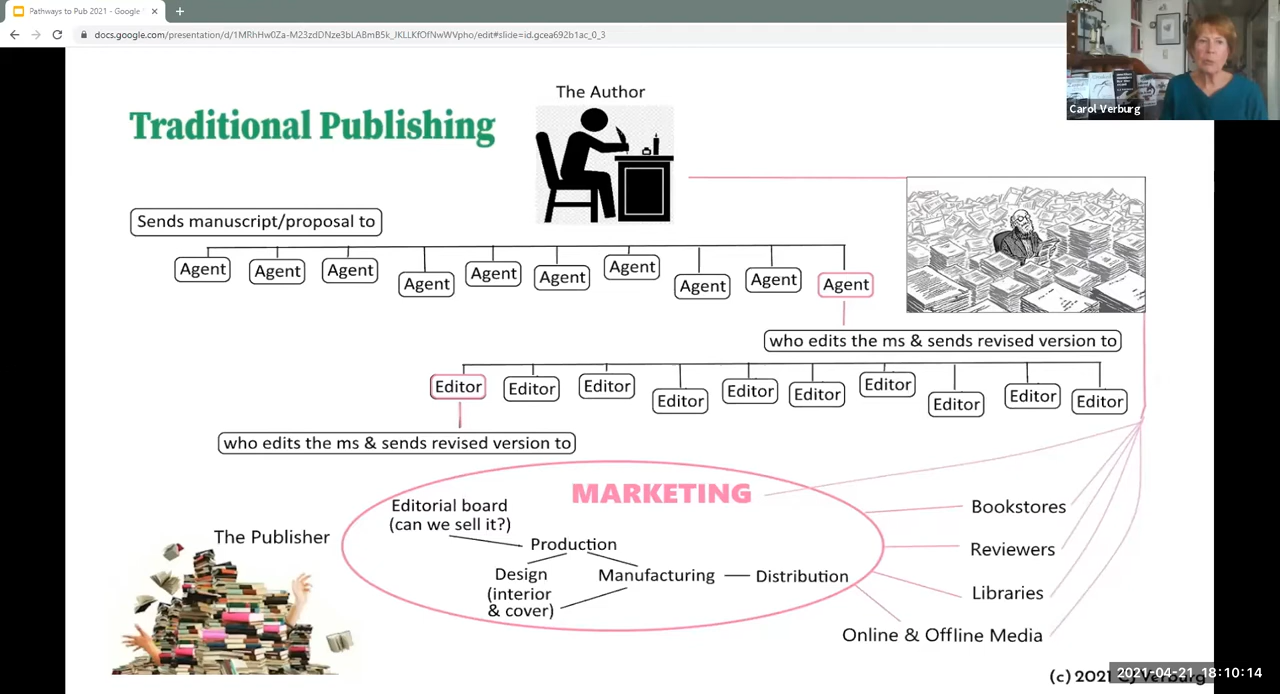 Pathways to Pub 2021 - Google
docs.google.com/presentation/d/1MRhHw0Za-M23zdDNze3bLABmB5k_JKLLKfOfNwWVpho/edit#slide=id.gcea692b1ac_0_3
Carol Verburg
The Author
Traditional Publishing
Sends manuscript/proposal to
Agent Agent Agent Agent Agent Agent Agent Agent Agent Agent
who edits the ms & sends revised version to
Editor Editor Editor Editor Editor Editor Editor Editor Editor Editor
who edits the ms & sends revised version to
MARKETING
Editorial board
(can we sell it?)
The Publisher
Production
Design
(interior
& cover)
Manufacturing
Distribution
Bookstores
Reviewers
Libraries
Online & Offline Media
(c) 2021 CJ Verburg
2021-04-21 18:10:14